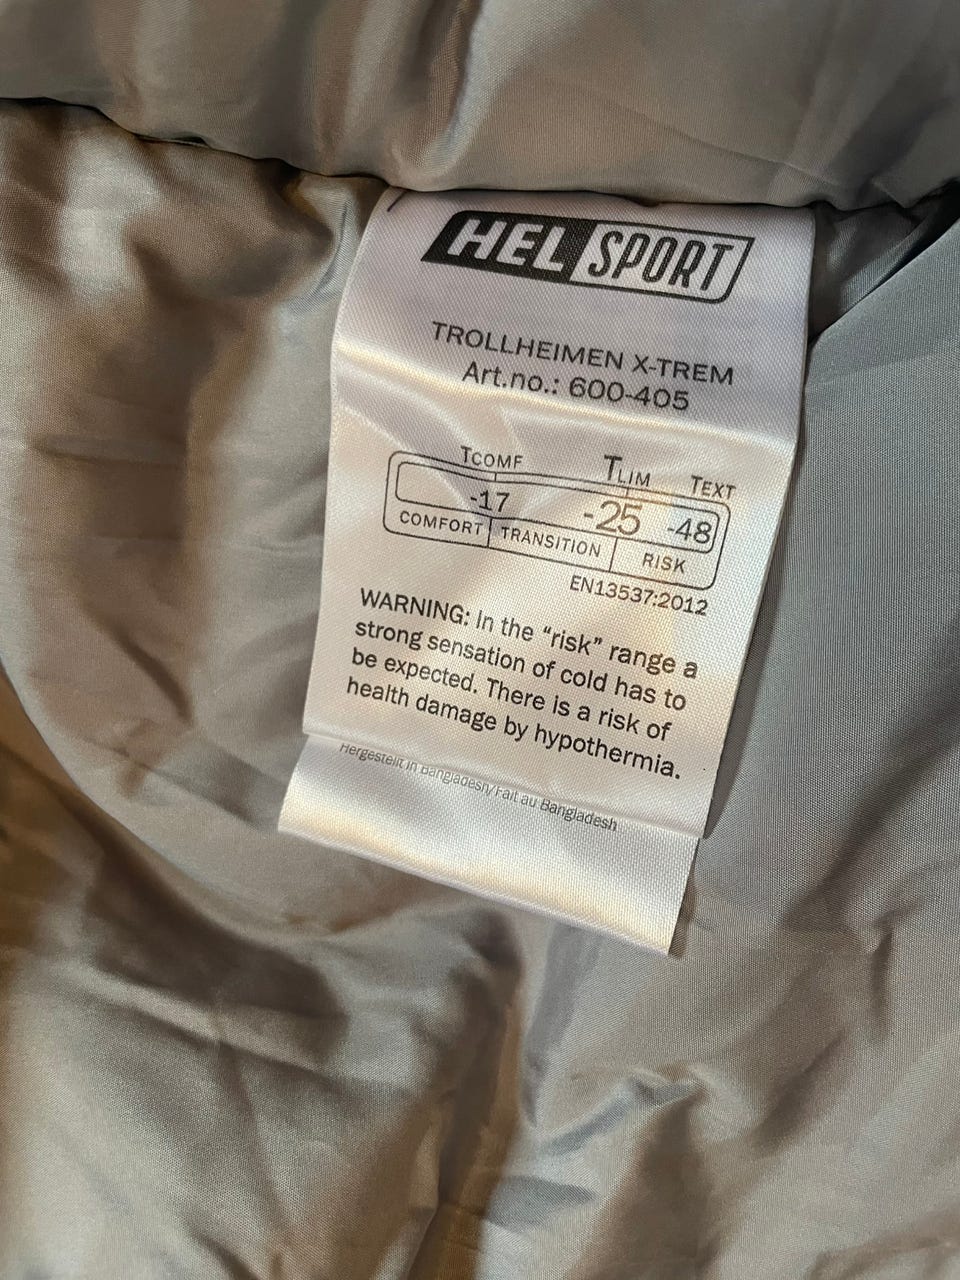 HELSPORT
TROLLHEIMEN X-TREM
Art.no.: 600-405
TCOMF TLIM TEXT
-17 -25 -48
COMFORT TRANSITION RISK
EN13537:2012
WARNING: In the “risk” range a
strong sensation of cold has to
be expected. There is a risk of
health damage by hypothermia.
Hergestellt in Bangladesh/Fait au Bangladesh